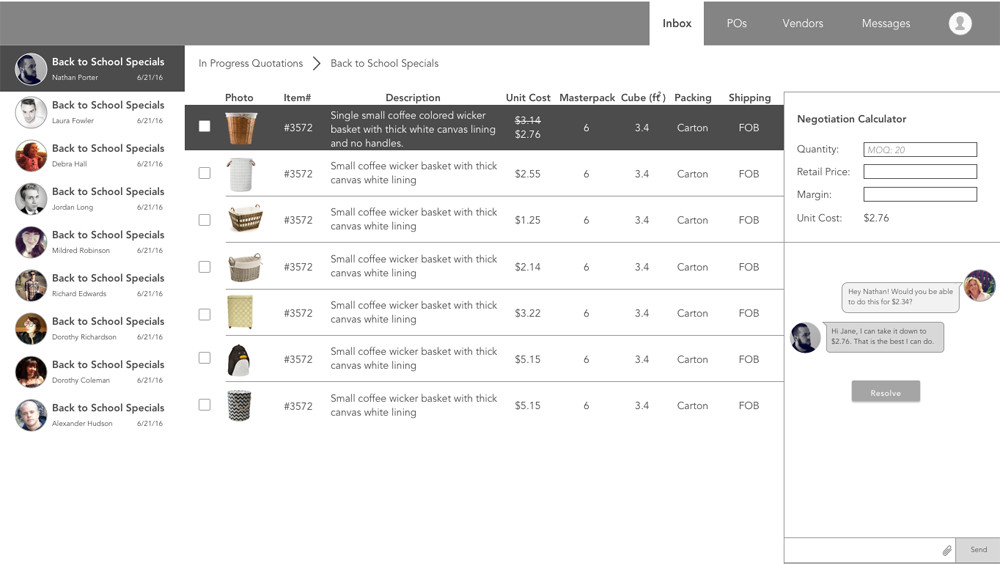 Inbox
POs
Vendors
Messages
Back to School Specials
Nathan Porter 6/21/16
Back to School Specials
Laura Fowler 6/21/16
Back to School Specials
Debra Hall 6/21/16
Back to School Specials
Jordan Long 6/21/16
Back to School Specials
Mildred Robinson 6/21/16
Back to School Specials
Richard Edwards 6/21/16
Back to School Specials
Dorothy Richardson 6/21/16
Back to School Specials
Dorothy Coleman 6/21/16
Back to School Specials
Alexander Hudson 6/21/16
In Progress Quotations > Back to School Specials
Photo Item# Description Unit Cost Masterpack Cube (ft²) Packing Shipping
#3572
Single small coffee colored wicker
basket with thick white canvas lining
and no handles.
$3.14
$2.76
6 3.4 Carton FOB
#3572
Small coffee wicker basket with thick
canvas white lining
$2.55 6 3.4 Carton FOB
#3572
Small coffee wicker basket with thick
canvas white lining
$1.25 6 3.4 Carton FOB
#3572
Small coffee wicker basket with thick
canvas white lining
$2.14 6 3.4 Carton FOB
#3572
Small coffee wicker basket with thick
canvas white lining
$3.22 6 3.4 Carton FOB
#3572
Small coffee wicker basket with thick
canvas white lining
$5.15 6 3.4 Carton FOB
#3572
Small coffee wicker basket with thick
canvas white lining
$5.15 6 3.4 Carton FOB
Negotiation Calculator
Quantity: MOQ: 20
Retail Price:
Margin:
Unit Cost: $2.76
Hey Nathan! Would you be able
to do this for $2.34?
Hi Jane, I can take it down to
$2.76. That is the best I can do.
Resolve
Send